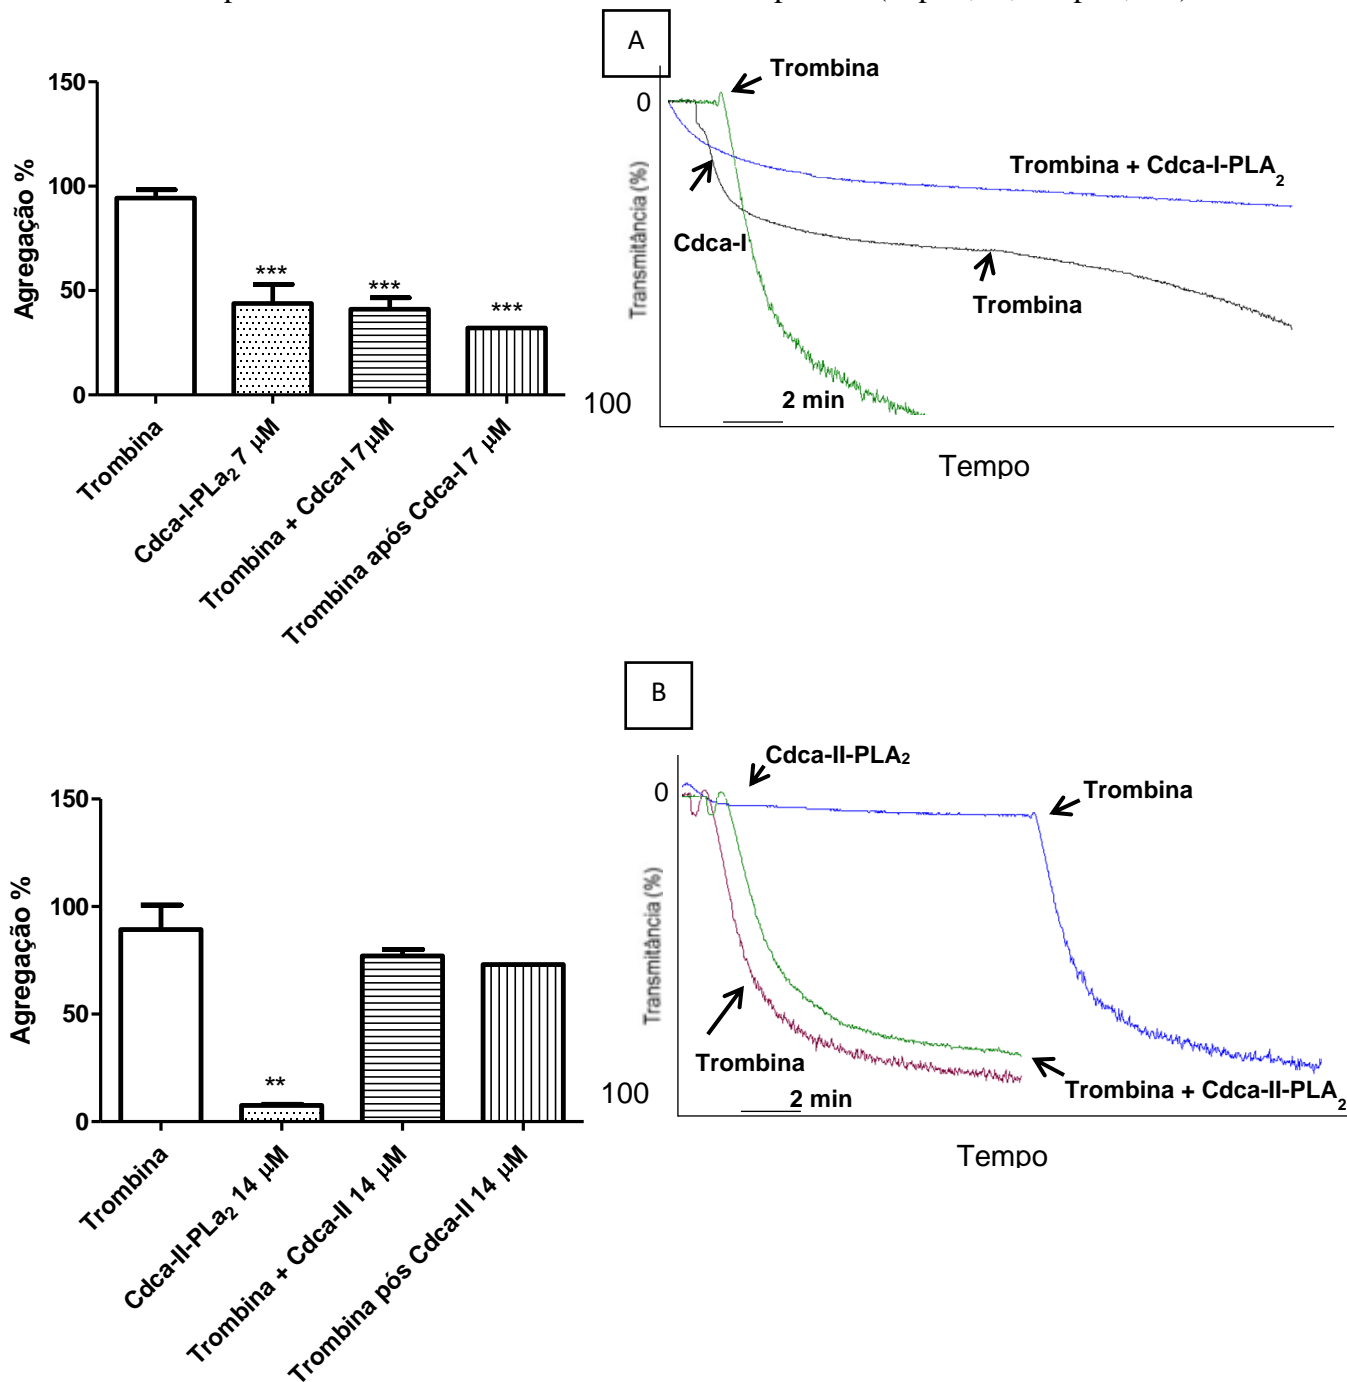 A
150
100
50
0
Agregação %
***
***
***
Trombina
Cdca-I-PLa₂ 7 μM
Trombina + Cdca-I 7μM
Trombina após Cdca-I 7 μM
0
100
Transmitância (%)
Trombina
Trombina + Cdca-I-PLA₂
Cdca-I
Trombina
2 min
Tempo
B
150
100
50
0
Agregação %
**
Trombina
Cdca-II-PLa₂ 14 μM
Trombina + Cdca-II 14 μM
Trombina pós Cdca-II 14 μM
0
100
Transmitância (%)
Cdca-II-PLA₂
Trombina
Trombina
Trombina + Cdca-II-PLA₂
2 min
Tempo